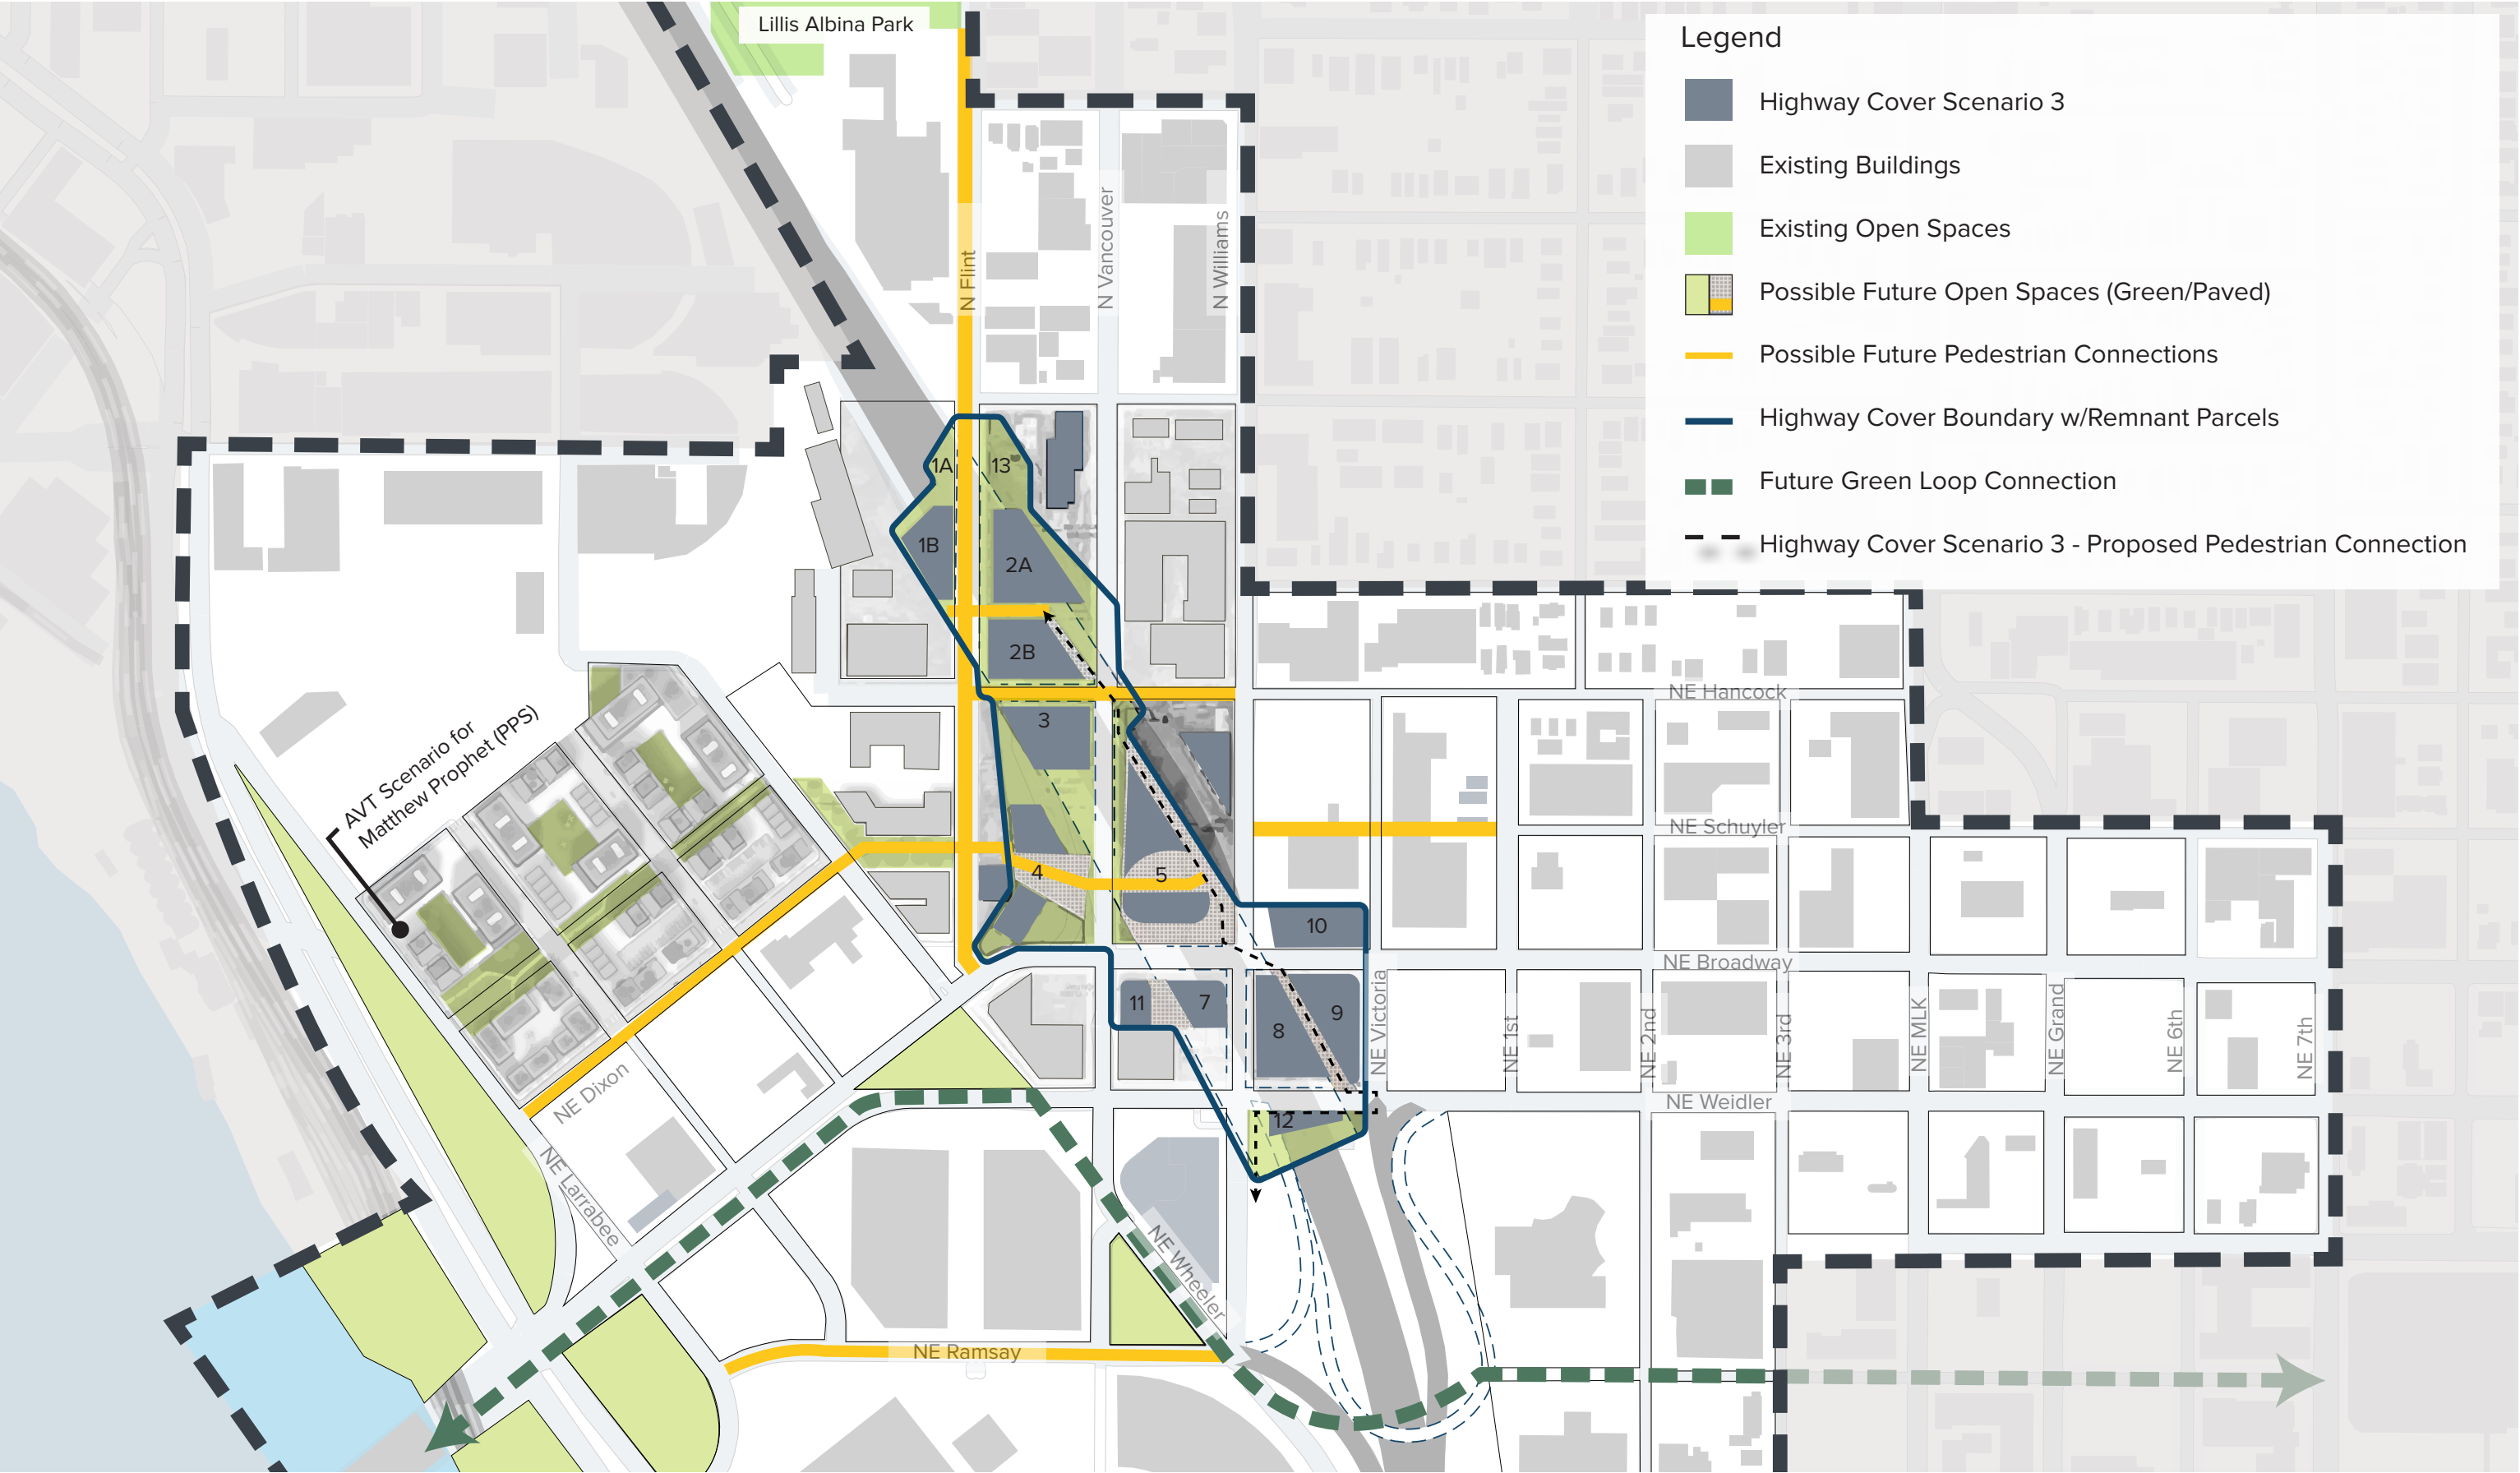 Lillis Albina Park
Legend
Highway Cover Scenario 3
Existing Buildings
Existing Open Spaces
Possible Future Open Spaces (Green/Paved)
Possible Future Pedestrian Connections
Highway Cover Boundary w/Remnant Parcels
Future Green Loop Connection
Highway Cover Scenario 3 - Proposed Pedestrian Connection
N Flint
N Vancouver
N Williams
1A
13
1B
2A
2B
3
4
5
10
11
7
8
9
12
AVT Scenario for
Matthew Prophet (PPS)
NE Hancock
NE Schuyler
NE Broadway
NE Weidler
NE Victoria
NE 1st
NE 2nd
NE 3rd
NE MLK
NE Grand
NE 6th
NE 7th
NE Dixon
NE Larrabee
NE Wheeler
NE Ramsay